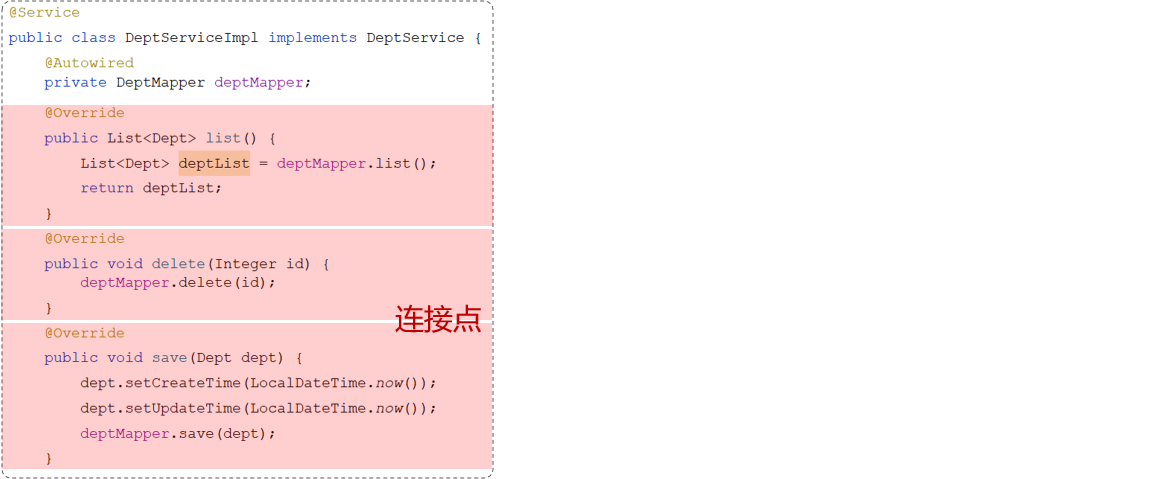 @Service
public class DeptServiceImpl implements DeptService {
@Autowired
private DeptMapper deptMapper;
@Override
public List<Dept> list() {
List<Dept> deptList = deptMapper.list();
return deptList;
}
@Override
public void delete(Integer id) {
deptMapper.delete(id);
}
连接点
@Override
public void save(Dept dept) {
dept.setCreateTime(LocalDateTime.now());
dept.setUpdateTime(LocalDateTime.now());
deptMapper.save(dept);
}